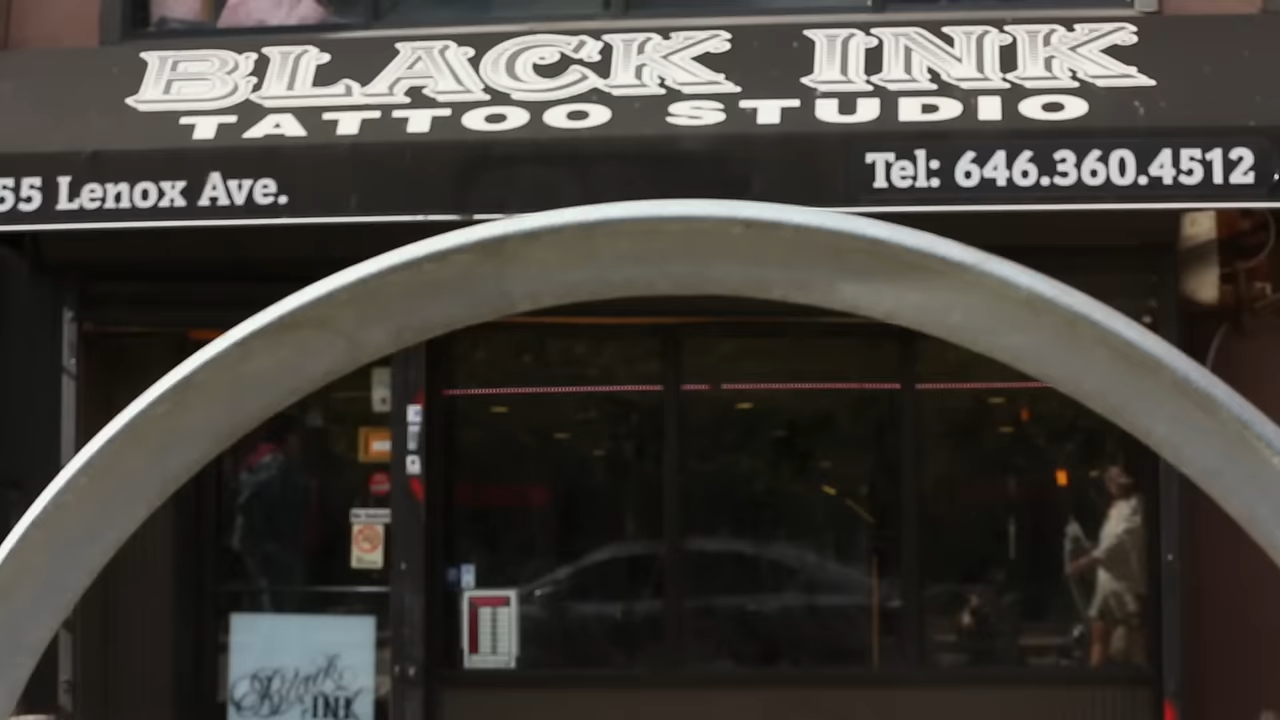 BLACK INK
TATTOO STUDIO
55 Lenox Ave.
Tel: 646.360.4512
Black
INK